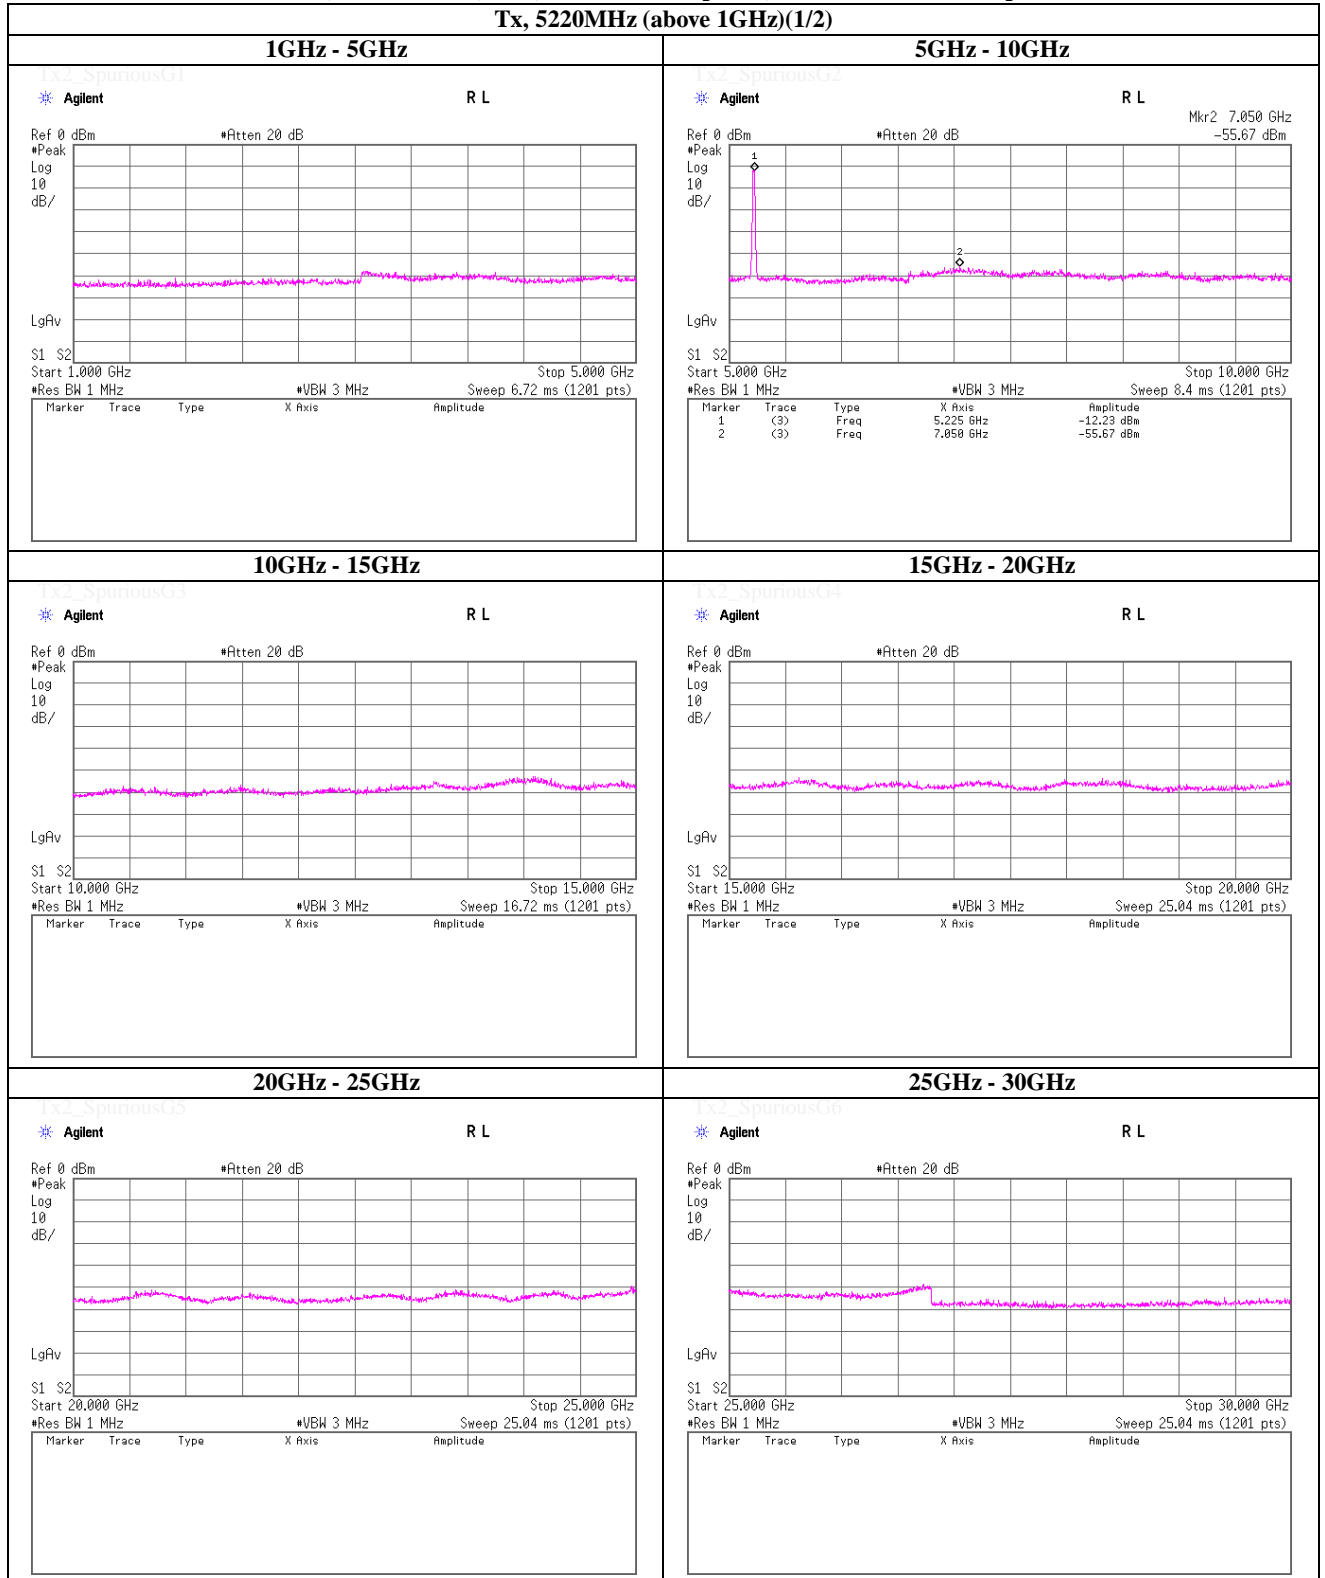 Tx, 5220MHz (above 1GHz)(1/2)
1GHz - 5GHz
5GHz - 10GHz
Tx2_SpuriousG1
Agilent
R L
Ref 0 dBm
#Atten 20 dB
#Peak
Log
10
dB/
LgAv
S1 S2
Start 1.000 GHz
Stop 5.000 GHz
#Res BW 1 MHz
#VBW 3 MHz
Sweep 6.72 ms (1201 pts)
Marker Trace Type X Axis Amplitude
Tx2_SpuriousG2
Agilent
R L
Mkr2 7.050 GHz
Ref 0 dBm
#Atten 20 dB
-55.67 dBm
#Peak
Log
10
dB/
1
2
LgAv
S1 S2
Start 5.000 GHz
Stop 10.000 GHz
#Res BW 1 MHz
#VBW 3 MHz
Sweep 8.4 ms (1201 pts)
Marker Trace Type X Axis Amplitude
1 (3) Freq 5.225 GHz -12.23 dBm
2 (3) Freq 7.050 GHz -55.67 dBm
10GHz - 15GHz
15GHz - 20GHz
Tx2_SpuriousG3
Agilent
R L
Ref 0 dBm
#Atten 20 dB
#Peak
Log
10
dB/
LgAv
S1 S2
Start 10.000 GHz
Stop 15.000 GHz
#Res BW 1 MHz
#VBW 3 MHz
Sweep 16.72 ms (1201 pts)
Marker Trace Type X Axis Amplitude
Tx2_SpuriousG4
Agilent
R L
Ref 0 dBm
#Atten 20 dB
#Peak
Log
10
dB/
LgAv
S1 S2
Start 15.000 GHz
Stop 20.000 GHz
#Res BW 1 MHz
#VBW 3 MHz
Sweep 25.04 ms (1201 pts)
Marker Trace Type X Axis Amplitude
20GHz - 25GHz
25GHz - 30GHz
Tx2_SpuriousG5
Agilent
R L
Ref 0 dBm
#Atten 20 dB
#Peak
Log
10
dB/
LgAv
S1 S2
Start 20.000 GHz
Stop 25.000 GHz
#Res BW 1 MHz
#VBW 3 MHz
Sweep 25.04 ms (1201 pts)
Marker Trace Type X Axis Amplitude
Tx2_SpuriousG6
Agilent
R L
Ref 0 dBm
#Atten 20 dB
#Peak
Log
10
dB/
LgAv
S1 S2
Start 25.000 GHz
Stop 30.000 GHz
#Res BW 1 MHz
#VBW 3 MHz
Sweep 25.04 ms (1201 pts)
Marker Trace Type X Axis Amplitude